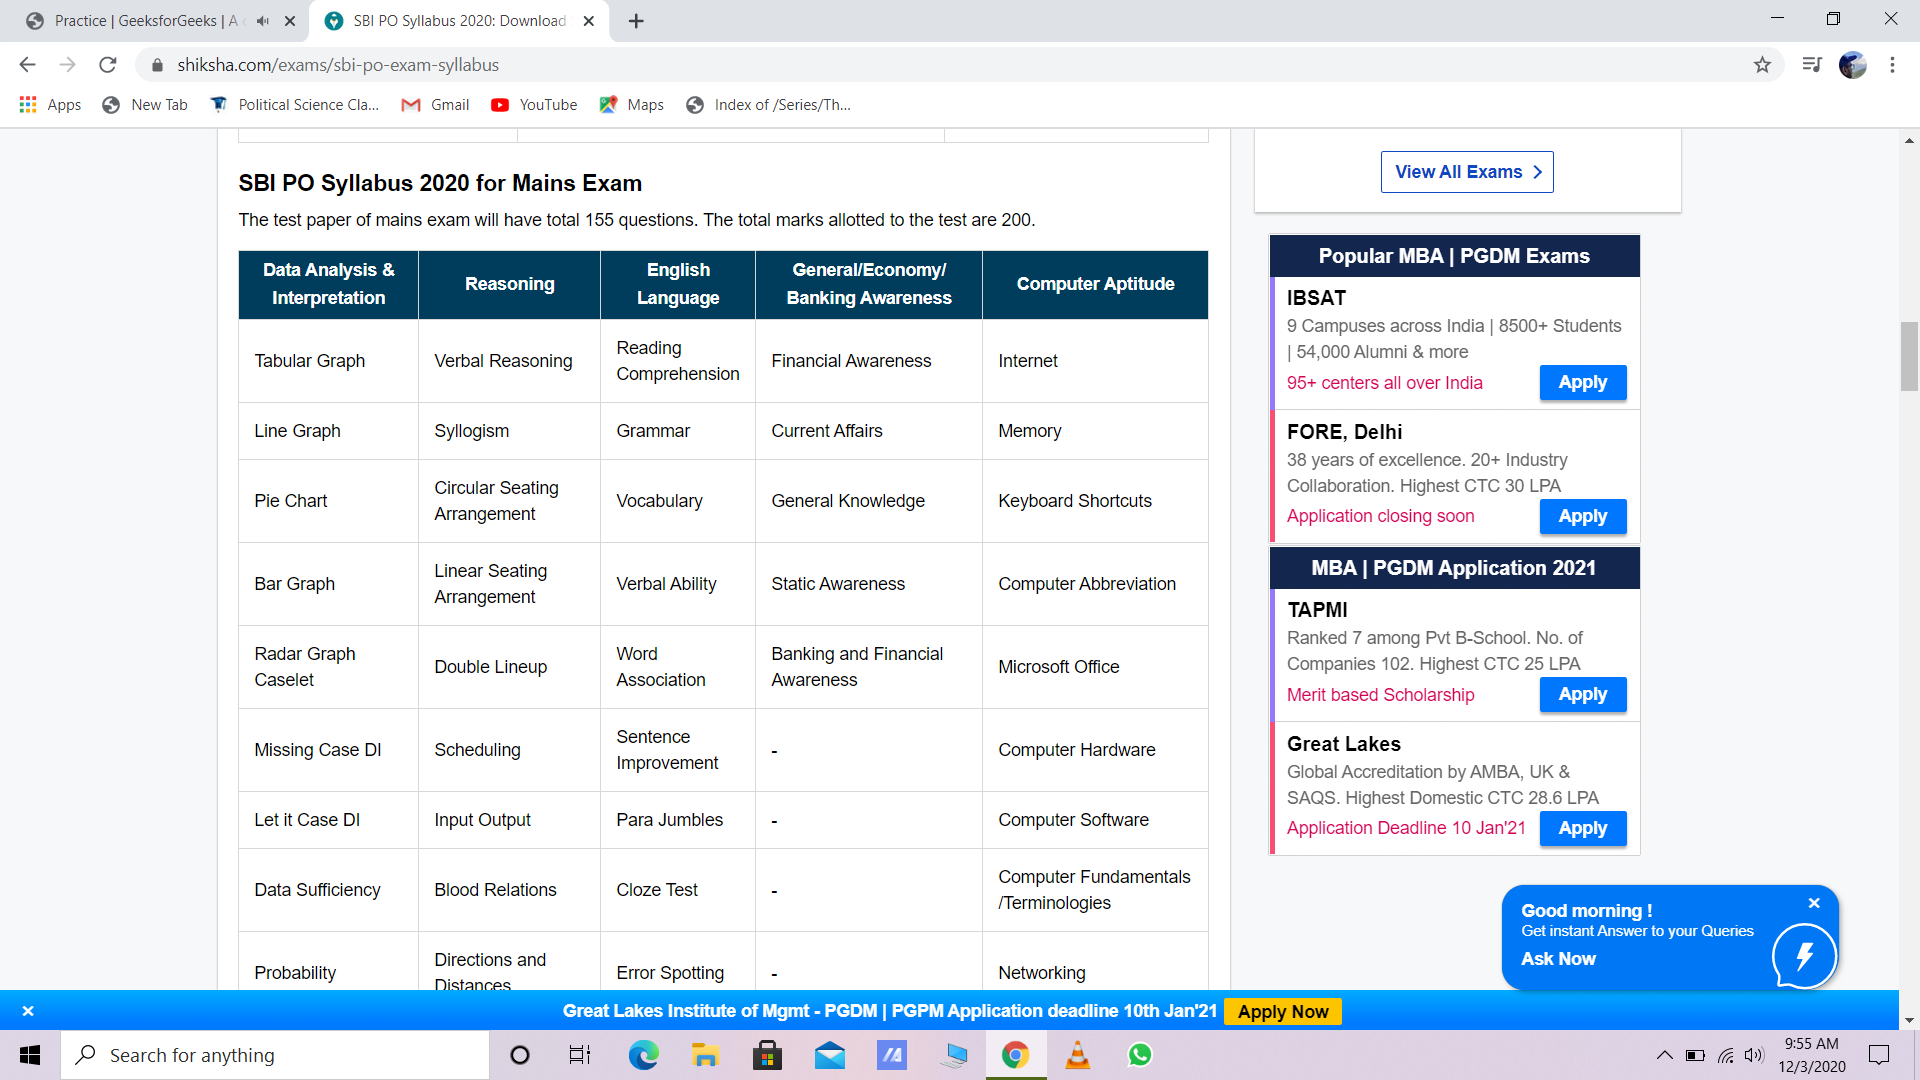 Practice | GeeksforGeeks | A
SBI PO Syllabus 2020: Download
shiksha.com/exams/sbi-po-exam-syllabus
Apps
New Tab
Political Science Cla...
Gmail
YouTube
Maps
Index of /Series/Th...
SBI PO Syllabus 2020 for Mains Exam
The test paper of mains exam will have total 155 questions. The total marks allotted to the test are 200.
Data Analysis &
Interpretation
Reasoning
English
Language
General/Economy/
Banking Awareness
Computer Aptitude
Tabular Graph
Verbal Reasoning
Reading
Comprehension
Financial Awareness
Internet
Line Graph
Syllogism
Grammar
Current Affairs
Memory
Pie Chart
Circular Seating
Arrangement
Vocabulary
General Knowledge
Keyboard Shortcuts
Bar Graph
Linear Seating
Arrangement
Verbal Ability
Static Awareness
Computer Abbreviation
Radar Graph
Caselet
Double Lineup
Word
Association
Banking and Financial
Awareness
Microsoft Office
Missing Case DI
Scheduling
Sentence
Improvement
-
Computer Hardware
Let it Case DI
Input Output
Para Jumbles
-
Computer Software
Data Sufficiency
Blood Relations
Cloze Test
-
Computer Fundamentals
/Terminologies
Probability
Directions and
Distances
Error Spotting
-
Networking
View All Exams
Popular MBA | PGDM Exams
IBSAT
9 Campuses across India | 8500+ Students
| 54,000 Alumni & more
95+ centers all over India
Apply
FORE, Delhi
38 years of excellence. 20+ Industry
Collaboration. Highest CTC 30 LPA
Application closing soon
Apply
MBA | PGDM Application 2021
TAPMI
Ranked 7 among Pvt B-School. No. of
Companies 102. Highest CTC 25 LPA
Merit based Scholarship
Apply
Great Lakes
Global Accreditation by AMBA, UK &
SAQS. Highest Domestic CTC 28.6 LPA
Application Deadline 10 Jan'21
Apply
Good morning !
Get instant Answer to your Queries
Ask Now
Great Lakes Institute of Mgmt - PGDM | PGPM Application deadline 10th Jan'21
Apply Now
Search for anything
9:55 AM
12/3/2020